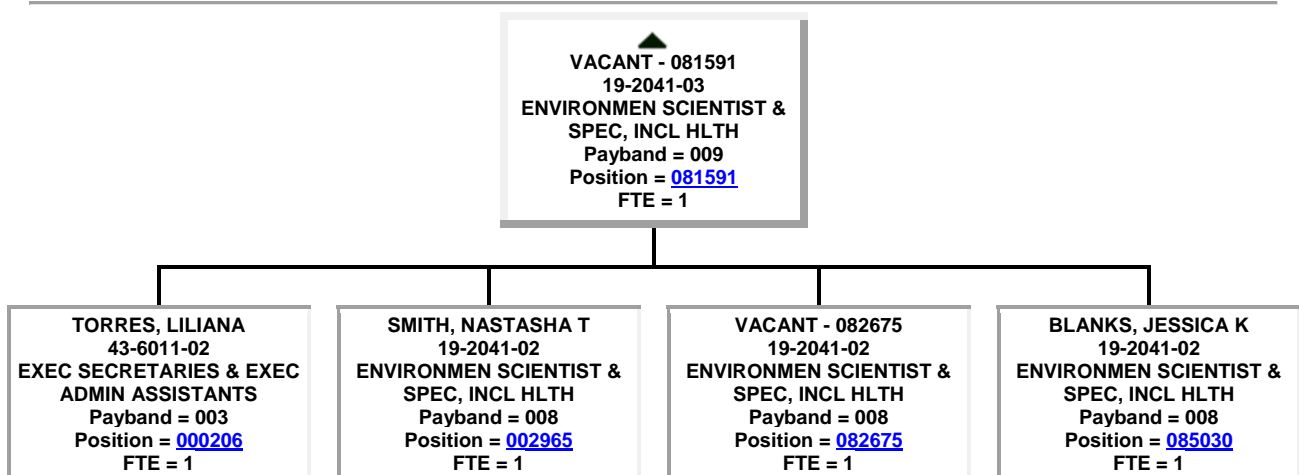 VACANT - 081591
19-2041-03
ENVIRONMEN SCIENTIST &
SPEC, INCL HLTH
Payband = 009
Position = 081591
FTE = 1
TORRES, LILIANA
43-6011-02
EXEC SECRETARIES & EXEC
ADMIN ASSISTANTS
Payband = 003
Position = 000206
FTE = 1
SMITH, NASTASHA T
19-2041-02
ENVIRONMEN SCIENTIST &
SPEC, INCL HLTH
Payband = 008
Position = 002965
FTE = 1
VACANT - 082675
19-2041-02
ENVIRONMEN SCIENTIST &
SPEC, INCL HLTH
Payband = 008
Position = 082675
FTE = 1
BLANKS, JESSICA K
19-2041-02
ENVIRONMEN SCIENTIST &
SPEC, INCL HLTH
Payband = 008
Position = 085030
FTE = 1